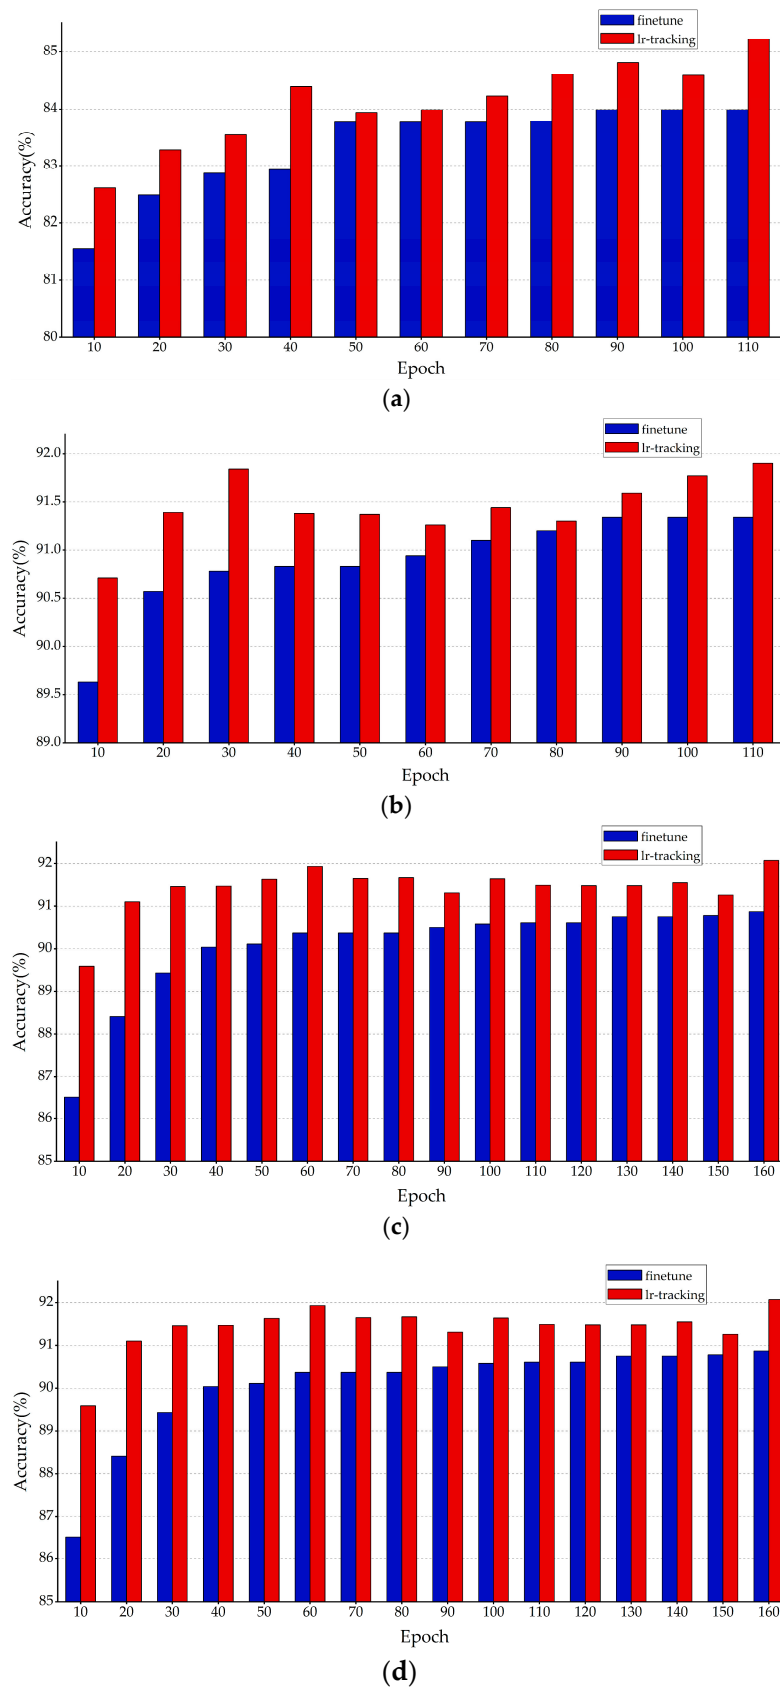 finetune
lr-tracking
85
84
83
82
81
80
Accuracy(%)
10 20 30 40 50 60 70 80 90 100 110
Epoch
(a)
finetune
lr-tracking
92.0
91.5
91.0
90.5
90.0
89.5
89.0
Accuracy(%)
10 20 30 40 50 60 70 80 90 100 110
Epoch
(b)
finetune
lr-tracking
92
91
90
89
88
87
86
85
Accuracy(%)
10 20 30 40 50 60 70 80 90 100 110 120 130 140 150 160
Epoch
(c)
finetune
lr-tracking
92
91
90
89
88
87
86
85
Accuracy(%)
10 20 30 40 50 60 70 80 90 100 110 120 130 140 150 160
Epoch
(d)